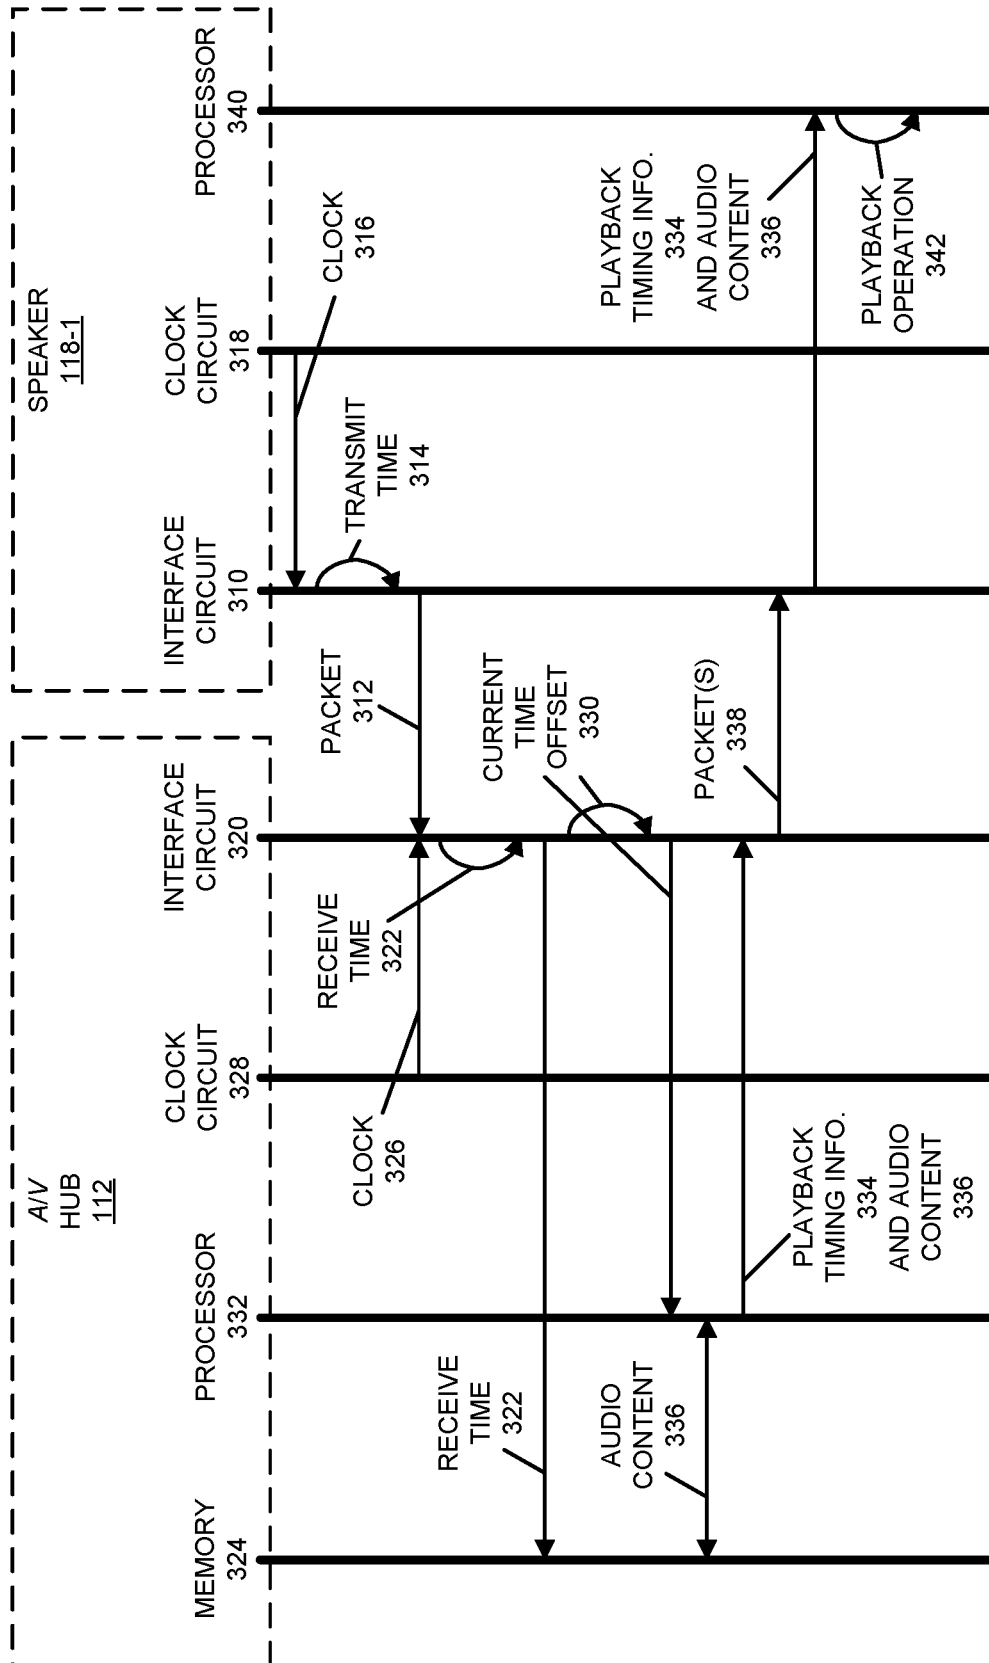 A/V
HUB
112
SPEAKER
118-1
MEMORY
324
PROCESSOR
332
CLOCK
CIRCUIT
328
INTERFACE
CIRCUIT
320
INTERFACE
CIRCUIT
310
CLOCK
CIRCUIT
318
PROCESSOR
340
CLOCK
316
TRANSMIT
TIME
314
PACKET
312
CLOCK
326
RECEIVE
TIME
322
RECEIVE
TIME
322
CURRENT
TIME
OFFSET
330
AUDIO
CONTENT
336
PLAYBACK
TIMING INFO.
334
AND AUDIO
CONTENT
336
PACKET(S)
338
PLAYBACK
TIMING INFO.
334
AND AUDIO
CONTENT
336
PLAYBACK
OPERATION
342